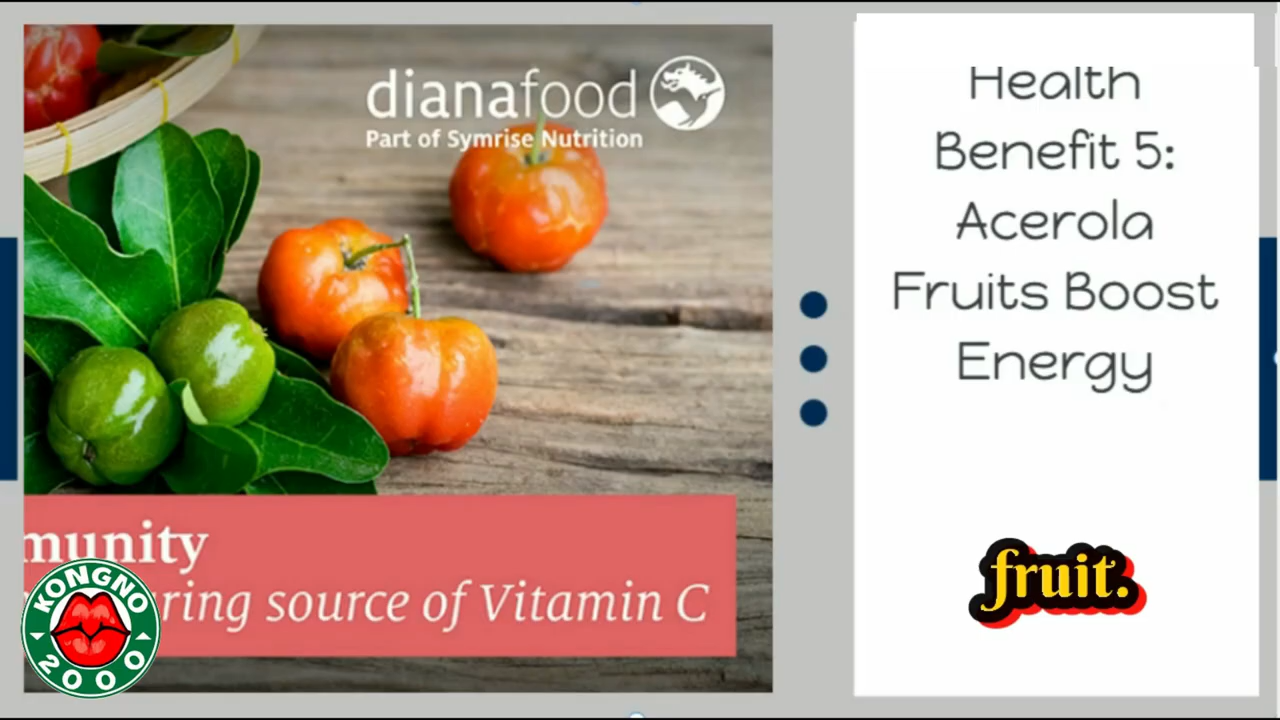 dianafood
Part of Symrise Nutrition
munity
ring source of Vitamin C
KONGNO
2000
Health
Benefit 5:
Acerola
Fruits Boost
Energy
fruit.